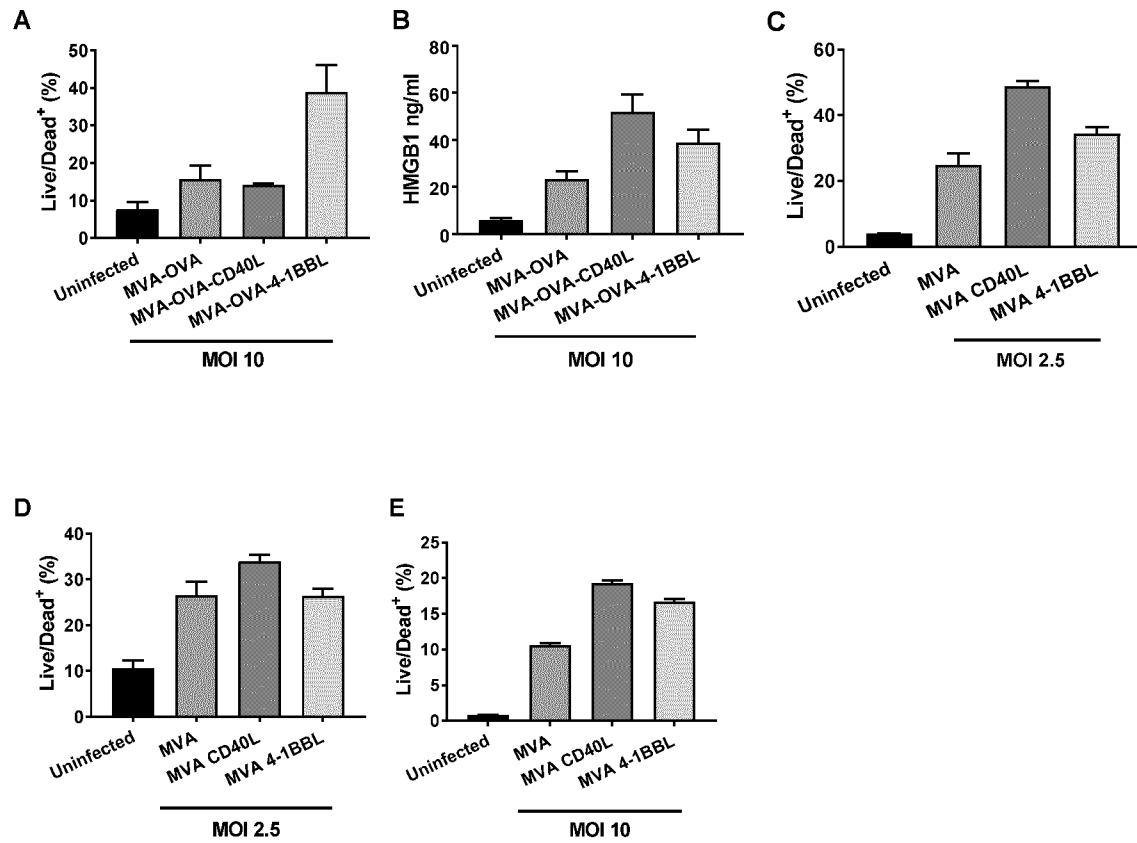 A
Live/Dead+ (%)
50
40
30
20
10
0
Uninfected
MVA-OVA
MVA-OVA-CD40L
MVA-OVA-4-1BBL
MOI 10
B
HMGB1 ng/ml
80
60
40
20
0
Uninfected
MVA-OVA
MVA-OVA-CD40L
MVA-OVA-4-1BBL
MOI 10
C
Live/Dead+ (%)
60
40
20
0
Uninfected
MVA
MVA CD40L
MVA 4-1BBL
MOI 2.5
D
Live/Dead+ (%)
40
30
20
10
0
Uninfected
MVA
MVA CD40L
MVA 4-1BBL
MOI 2.5
E
Live/Dead+ (%)
25
20
15
10
5
0
Uninfected
MVA
MVA CD40L
MVA 4-1BBL
MOI 10